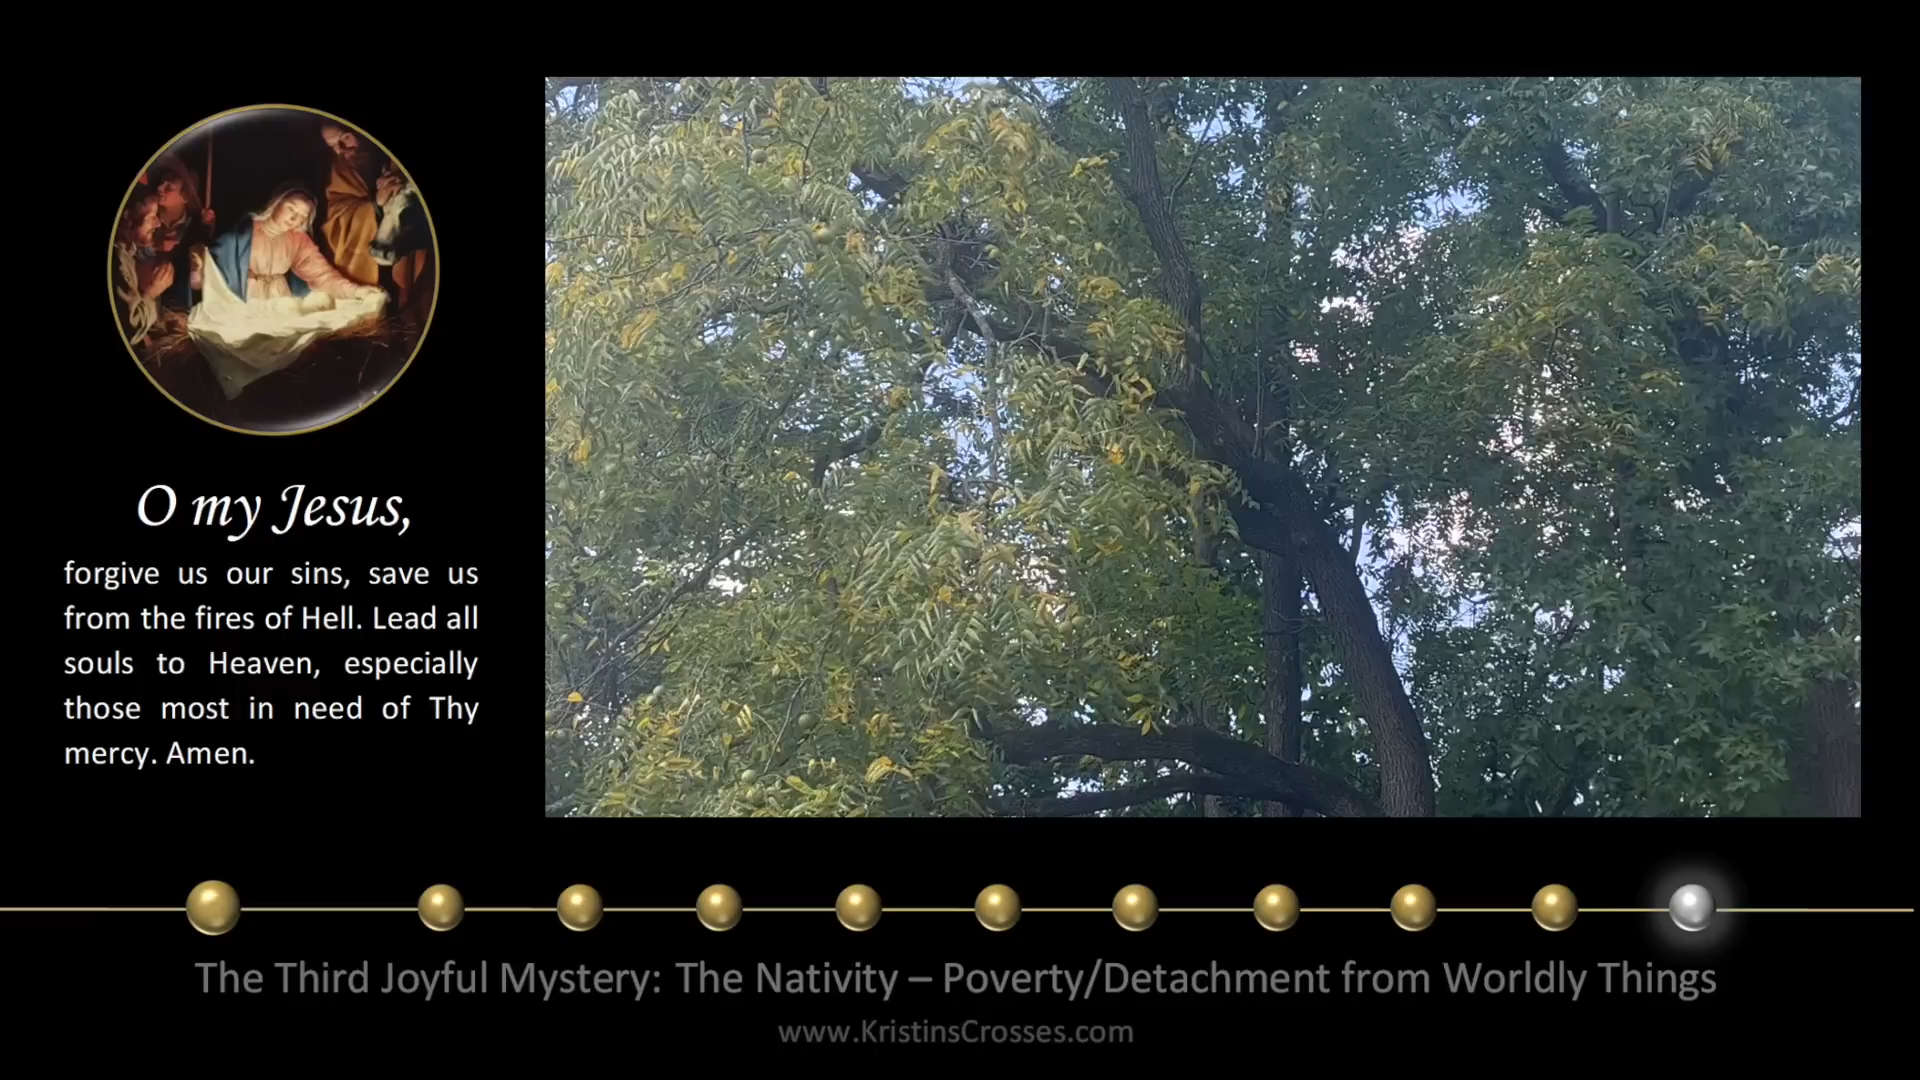 O my Jesus,
forgive us our sins, save us
from the fires of Hell. Lead all
souls to Heaven, especially
those most in need of Thy
mercy. Amen.
The Third Joyful Mystery: The Nativity – Poverty/Detachment from Worldly Things
www.KristinsCrosses.com